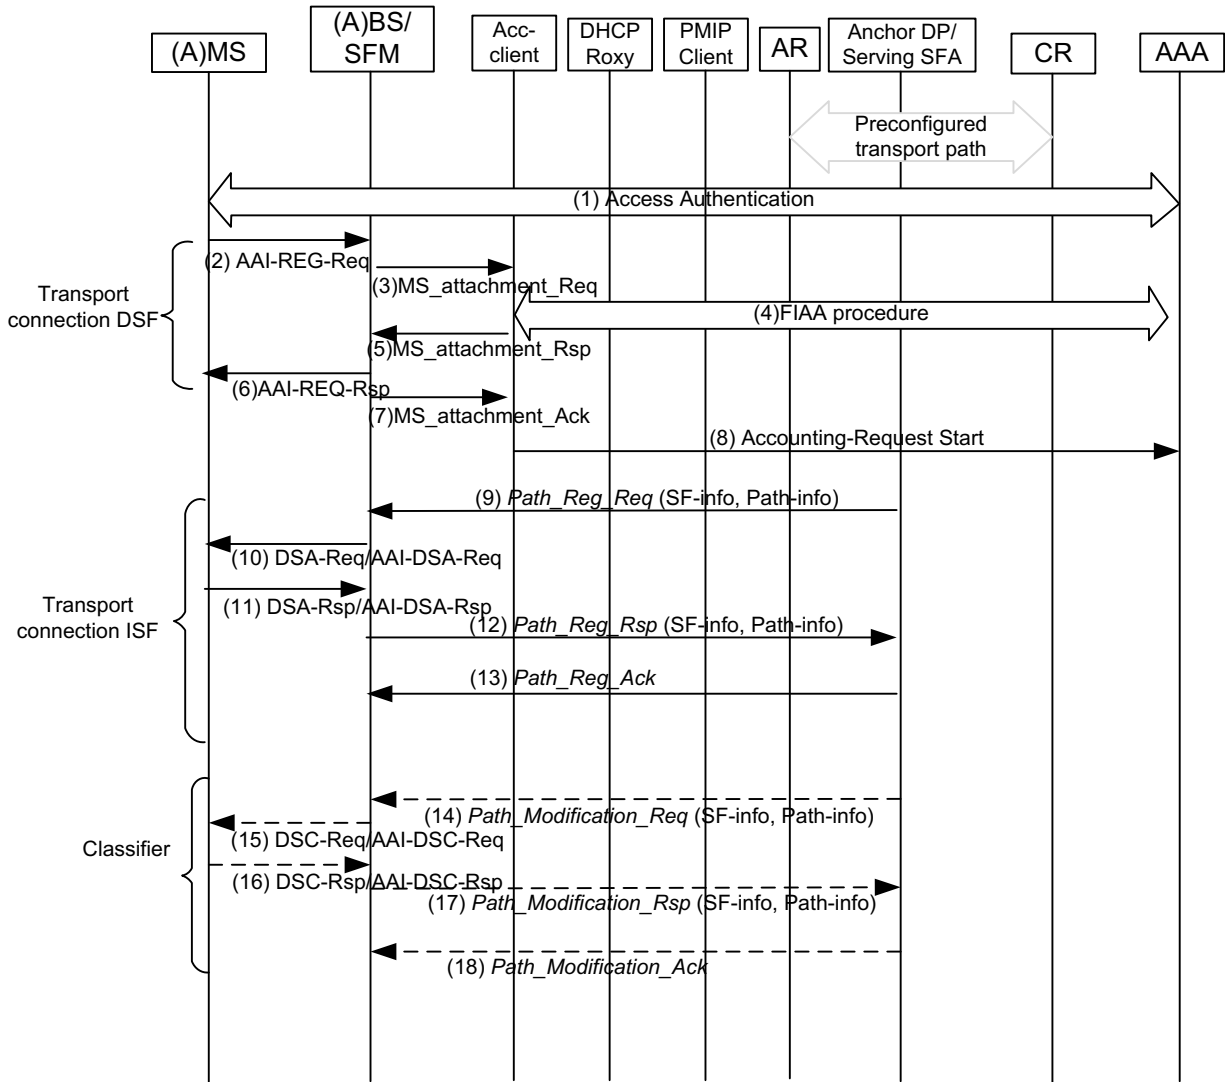 (A)MS
(A)BS/
SFM
Acc-
client
DHCP
Roxy
PMIP
Client
AR
Anchor DP/
Serving SFA
CR
AAA
Preconfigured
transport path
(1) Access Authentication
(2) AAI-REG-Req
(3)MS_attachment_Req
Transport
connection DSF
(4)FIAA procedure
(5)MS_attachment_Rsp
(6)AAI-REQ-Rsp
(7)MS_attachment_Ack
(8) Accounting-Request Start
(9) Path_Reg_Req (SF-info, Path-info)
(10) DSA-Req/AAI-DSA-Req
Transport
connection ISF
(11) DSA-Rsp/AAI-DSA-Rsp
(12) Path_Reg_Rsp (SF-info, Path-info)
(13) Path_Reg_Ack
(14) Path_Modification_Req (SF-info, Path-info)
(15) DSC-Req/AAI-DSC-Req
Classifier
(16) DSC-Rsp/AAI-DSC-Rsp
(17) Path_Modification_Rsp (SF-info, Path-info)
(18) Path_Modification_Ack